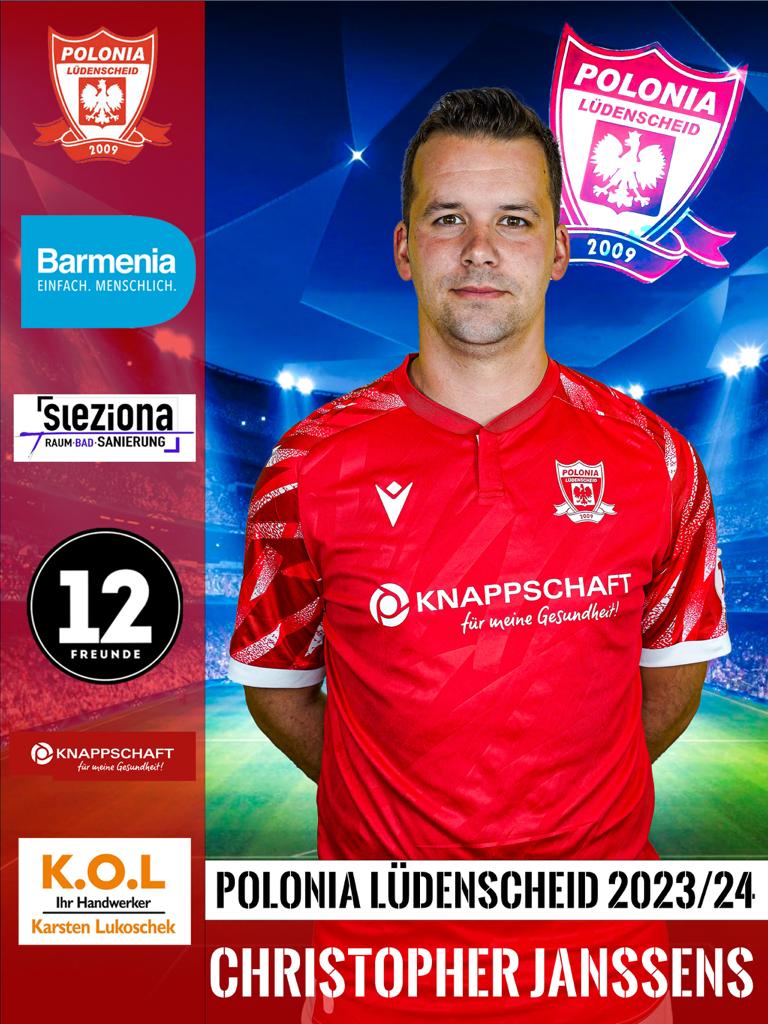 POLONIA
LÜDENSCHEID
2009
Barmenia
EINFACH. MENSCHLICH.
sleziona
RAUM·BAD·SANIERUNG
12
FREUNDE
KNAPPSCHAFT
für meine Gesundheit!
K.O.L
Ihr Handwerker
Karsten Lukoschek
POLONIA
LÜDENSCHEID
2009
POLONIA
LÜDENSCHEID
2009
KNAPPSCHAFT
für meine Gesundheit!
POLONIA LÜDENSCHEID 2023/24
CHRISTOPHER JANSSENS